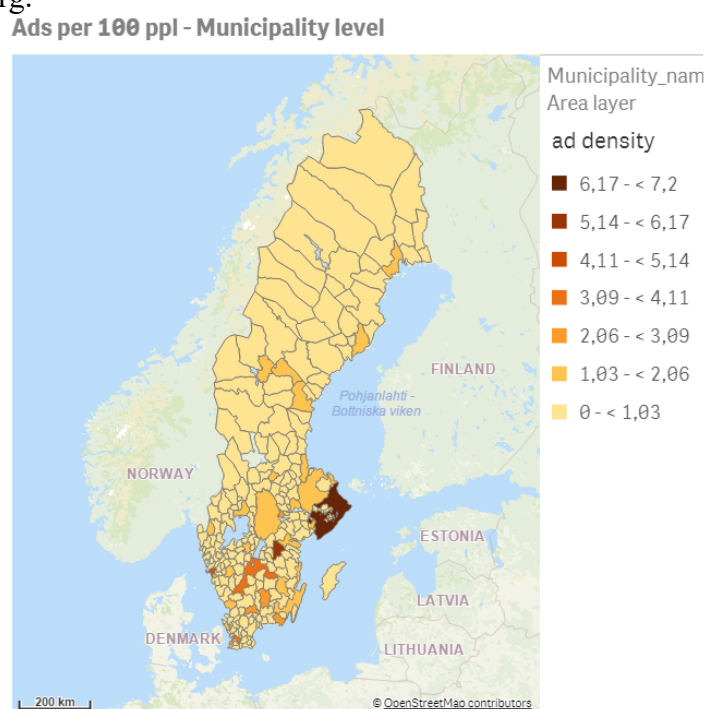 rg.
Ads per 100 ppl - Municipality level
Municipality_nam
Area layer
ad density
6,17 - < 7,2
5,14 - < 6,17
4,11 - < 5,14
3,09 - < 4,11
2,06 - < 3,09
1,03 - < 2,06
0 - < 1,03
FINLAND
Pohjanlahti -
Bottniska viken
NORWAY
ESTONIA
LATVIA
DENMARK
LITHUANIA
200 km
© OpenStreetMap contributors